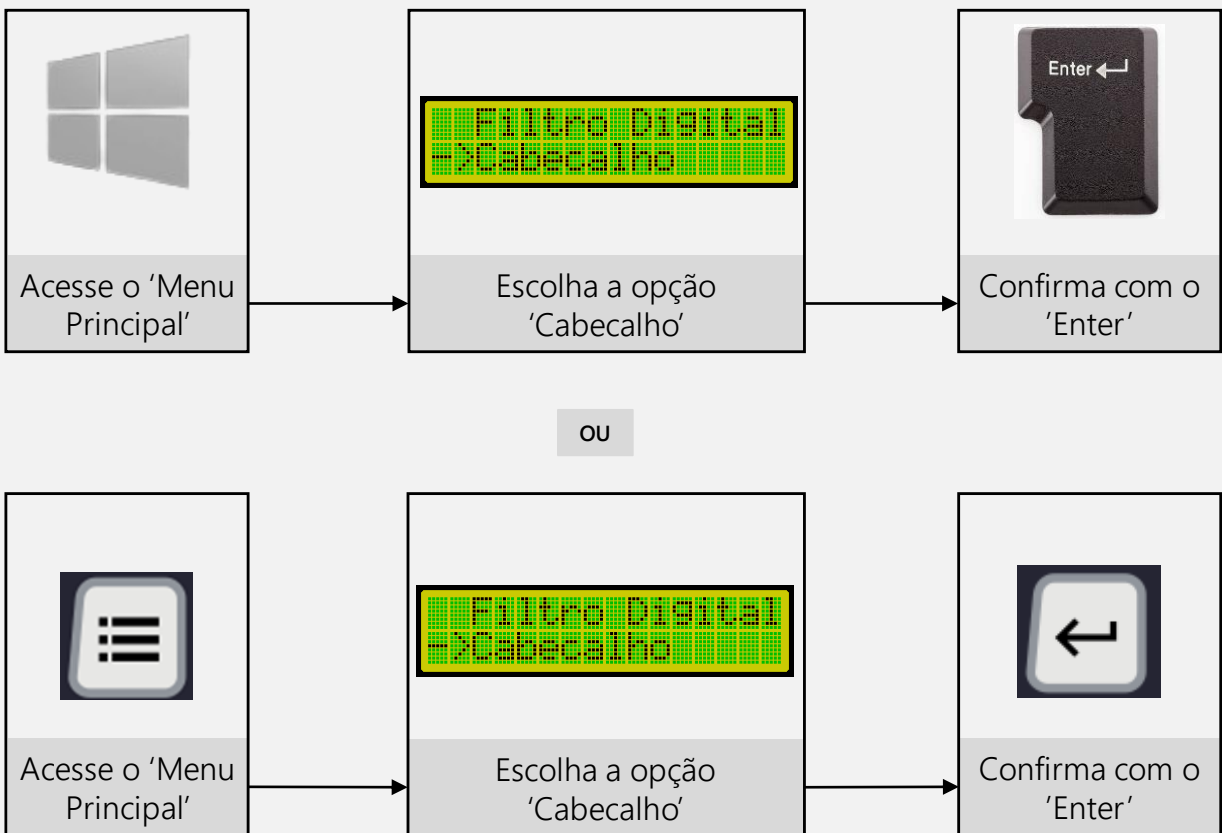 Enter
Filtro Digital
->Cabecalho
Acesse o ‘Menu
Principal’
Escolha a opção
‘Cabecalho’
Confirma com o
’Enter’
OU
Filtro Digital
->Cabecalho
Acesse o ‘Menu
Principal’
Escolha a opção
‘Cabecalho’
Confirma com o
’Enter’